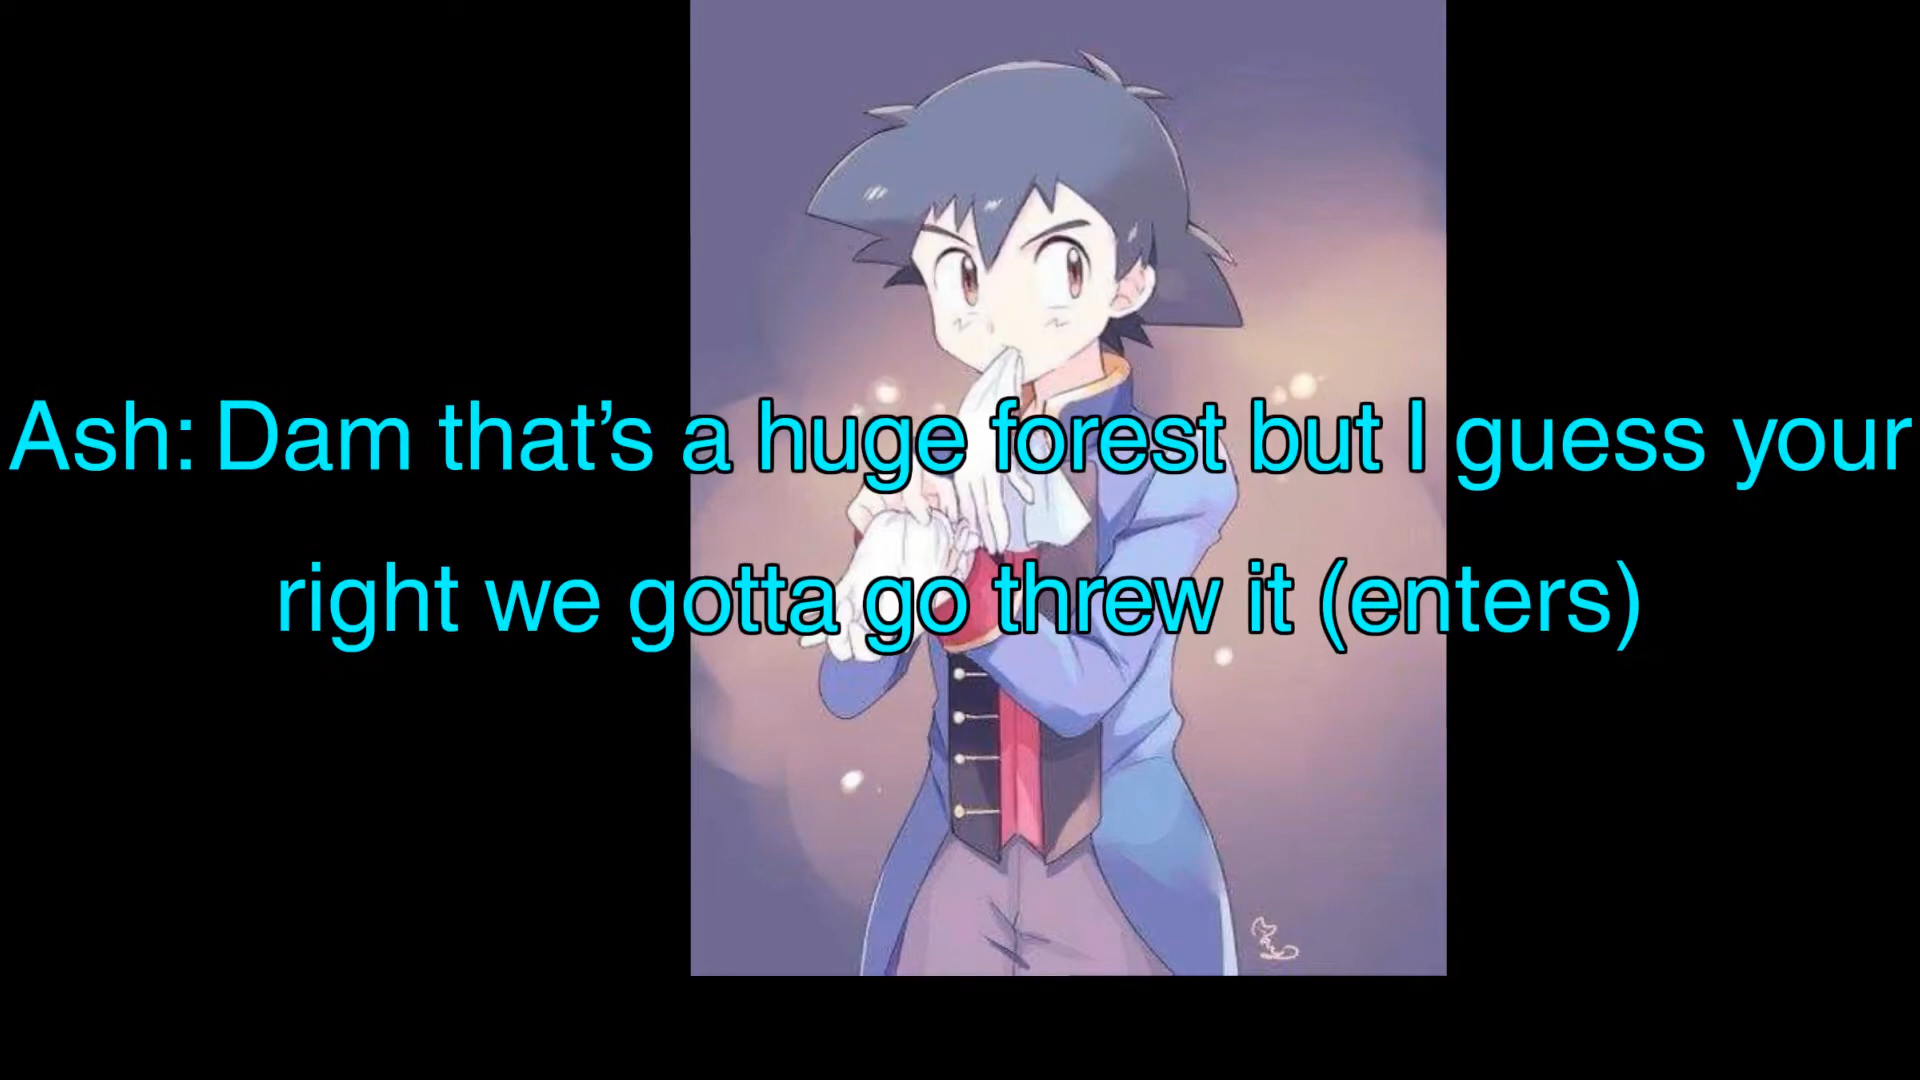 Ash: Dam that’s a huge forest but I guess your
right we gotta go threw it (enters)